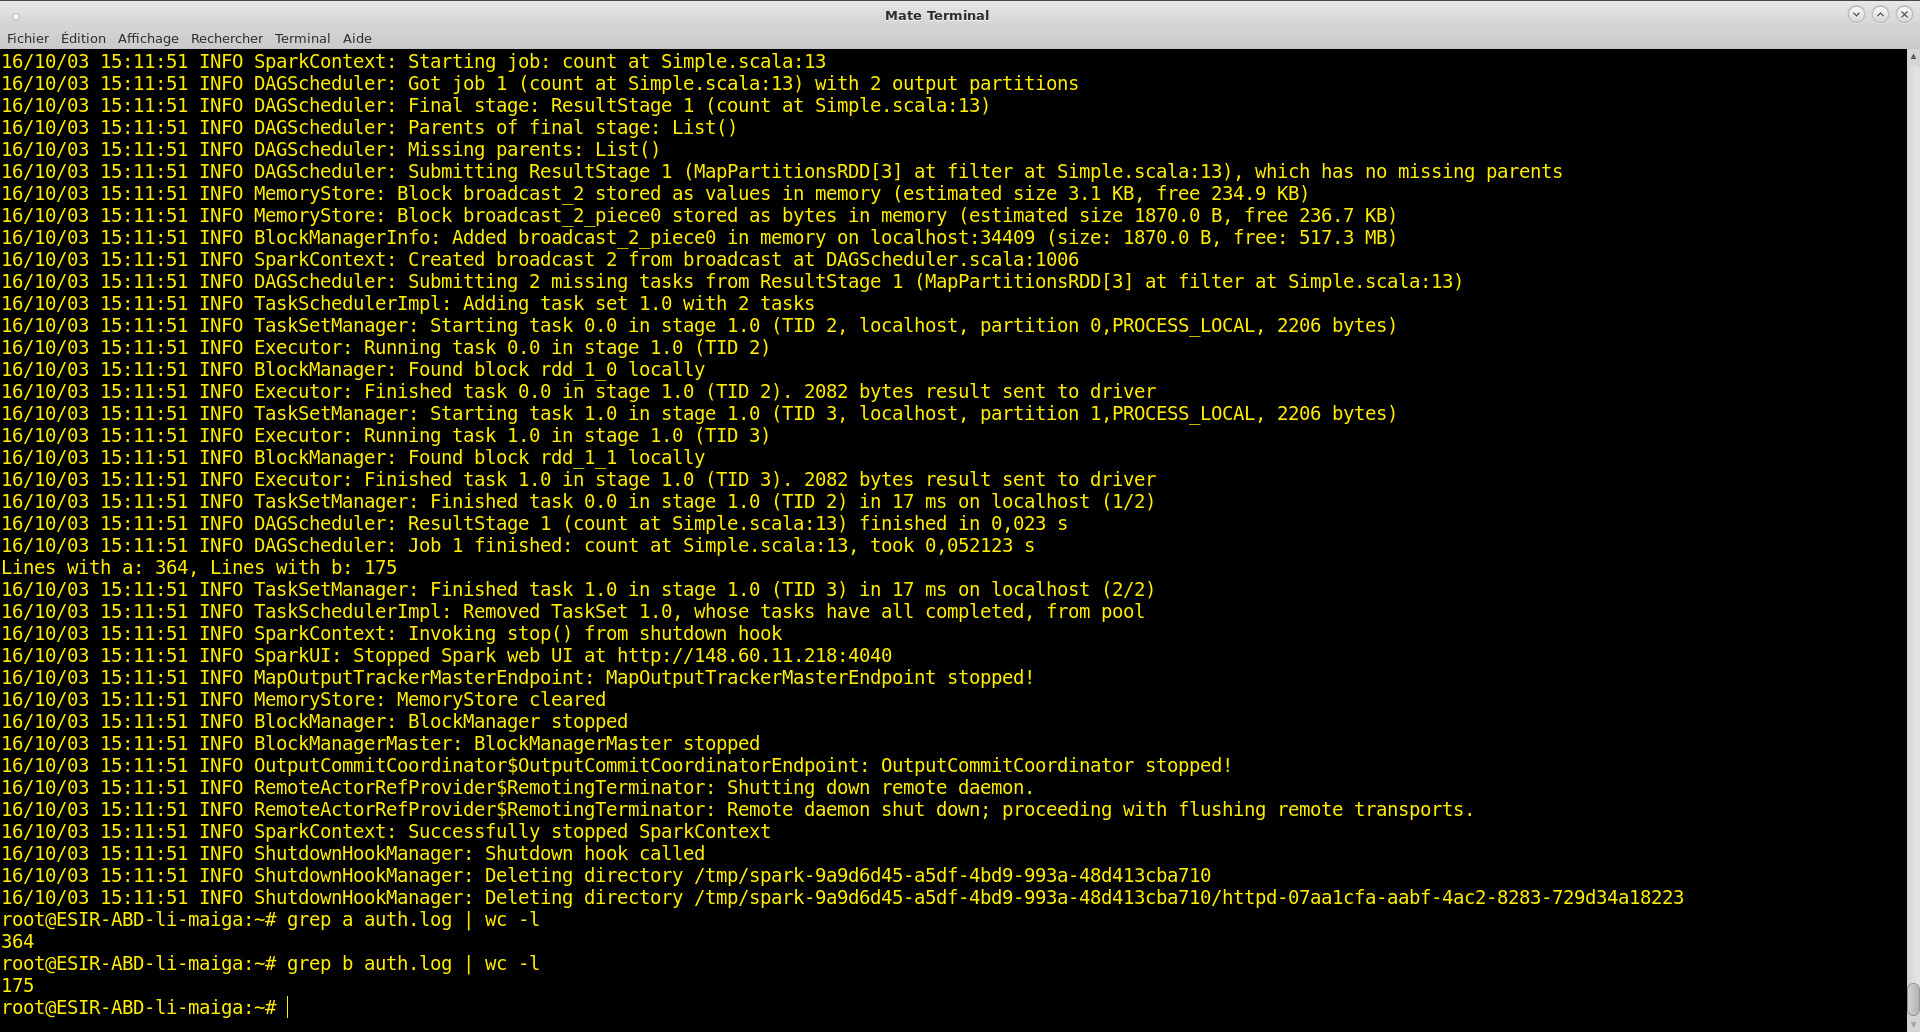 Mate Terminal
Fichier Édition Affichage Rechercher Terminal Aide
16/10/03 15:11:51 INFO SparkContext: Starting job: count at Simple.scala:13
16/10/03 15:11:51 INFO DAGScheduler: Got job 1 (count at Simple.scala:13) with 2 output partitions
16/10/03 15:11:51 INFO DAGScheduler: Final stage: ResultStage 1 (count at Simple.scala:13)
16/10/03 15:11:51 INFO DAGScheduler: Parents of final stage: List()
16/10/03 15:11:51 INFO DAGScheduler: Missing parents: List()
16/10/03 15:11:51 INFO DAGScheduler: Submitting ResultStage 1 (MapPartitionsRDD[3] at filter at Simple.scala:13), which has no missing parents
16/10/03 15:11:51 INFO MemoryStore: Block broadcast_2 stored as values in memory (estimated size 3.1 KB, free 234.9 KB)
16/10/03 15:11:51 INFO MemoryStore: Block broadcast_2_piece0 stored as bytes in memory (estimated size 1870.0 B, free 236.7 KB)
16/10/03 15:11:51 INFO BlockManagerInfo: Added broadcast_2_piece0 in memory on localhost:34409 (size: 1870.0 B, free: 517.3 MB)
16/10/03 15:11:51 INFO SparkContext: Created broadcast 2 from broadcast at DAGScheduler.scala:1006
16/10/03 15:11:51 INFO DAGScheduler: Submitting 2 missing tasks from ResultStage 1 (MapPartitionsRDD[3] at filter at Simple.scala:13)
16/10/03 15:11:51 INFO TaskSchedulerImpl: Adding task set 1.0 with 2 tasks
16/10/03 15:11:51 INFO TaskSetManager: Starting task 0.0 in stage 1.0 (TID 2, localhost, partition 0,PROCESS_LOCAL, 2206 bytes)
16/10/03 15:11:51 INFO Executor: Running task 0.0 in stage 1.0 (TID 2)
16/10/03 15:11:51 INFO BlockManager: Found block rdd_1_0 locally
16/10/03 15:11:51 INFO Executor: Finished task 0.0 in stage 1.0 (TID 2). 2082 bytes result sent to driver
16/10/03 15:11:51 INFO TaskSetManager: Starting task 1.0 in stage 1.0 (TID 3, localhost, partition 1,PROCESS_LOCAL, 2206 bytes)
16/10/03 15:11:51 INFO Executor: Running task 1.0 in stage 1.0 (TID 3)
16/10/03 15:11:51 INFO BlockManager: Found block rdd_1_1 locally
16/10/03 15:11:51 INFO Executor: Finished task 1.0 in stage 1.0 (TID 3). 2082 bytes result sent to driver
16/10/03 15:11:51 INFO TaskSetManager: Finished task 0.0 in stage 1.0 (TID 2) in 17 ms on localhost (1/2)
16/10/03 15:11:51 INFO DAGScheduler: ResultStage 1 (count at Simple.scala:13) finished in 0,023 s
16/10/03 15:11:51 INFO DAGScheduler: Job 1 finished: count at Simple.scala:13, took 0,052123 s
Lines with a: 364, Lines with b: 175
16/10/03 15:11:51 INFO TaskSetManager: Finished task 1.0 in stage 1.0 (TID 3) in 17 ms on localhost (2/2)
16/10/03 15:11:51 INFO TaskSchedulerImpl: Removed TaskSet 1.0, whose tasks have all completed, from pool
16/10/03 15:11:51 INFO SparkContext: Invoking stop() from shutdown hook
16/10/03 15:11:51 INFO SparkUI: Stopped Spark web UI at http://148.60.11.218:4040
16/10/03 15:11:51 INFO MapOutputTrackerMasterEndpoint: MapOutputTrackerMasterEndpoint stopped!
16/10/03 15:11:51 INFO MemoryStore: MemoryStore cleared
16/10/03 15:11:51 INFO BlockManager: BlockManager stopped
16/10/03 15:11:51 INFO BlockManagerMaster: BlockManagerMaster stopped
16/10/03 15:11:51 INFO OutputCommitCoordinator$OutputCommitCoordinatorEndpoint: OutputCommitCoordinator stopped!
16/10/03 15:11:51 INFO RemoteActorRefProvider$RemotingTerminator: Shutting down remote daemon.
16/10/03 15:11:51 INFO RemoteActorRefProvider$RemotingTerminator: Remote daemon shut down; proceeding with flushing remote transports.
16/10/03 15:11:51 INFO SparkContext: Successfully stopped SparkContext
16/10/03 15:11:51 INFO ShutdownHookManager: Shutdown hook called
16/10/03 15:11:51 INFO ShutdownHookManager: Deleting directory /tmp/spark-9a9d6d45-a5df-4bd9-993a-48d413cba710
16/10/03 15:11:51 INFO ShutdownHookManager: Deleting directory /tmp/spark-9a9d6d45-a5df-4bd9-993a-48d413cba710/httpd-07aa1cfa-aabf-4ac2-8283-729d34a18223
root@ESIR-ABD-li-maiga:~# grep a auth.log | wc -l
364
root@ESIR-ABD-li-maiga:~# grep b auth.log | wc -l
175
root@ESIR-ABD-li-maiga:~#